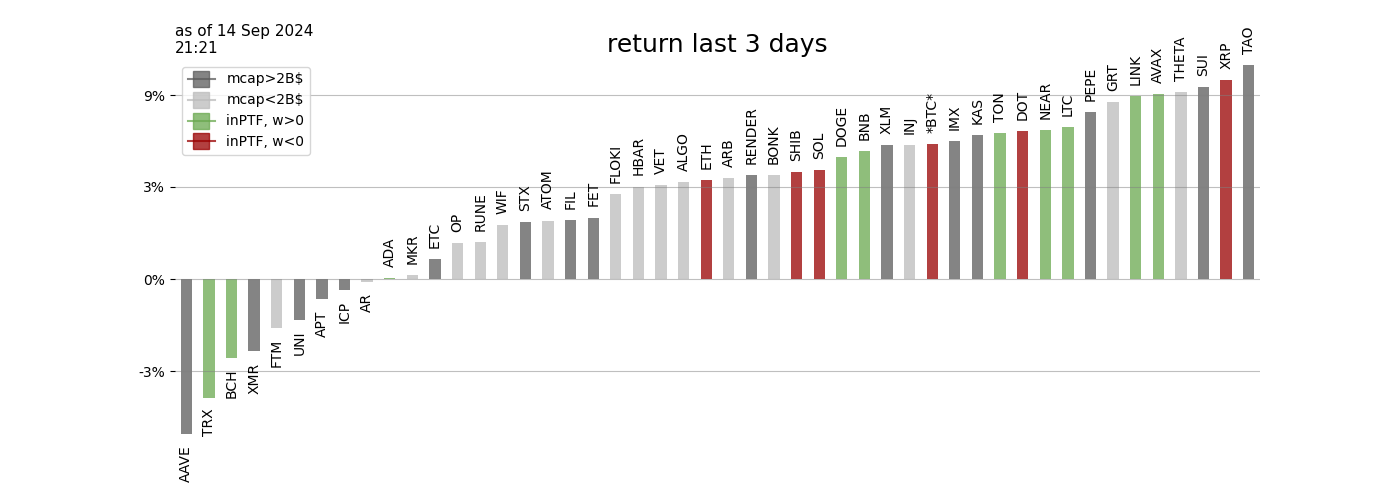 as of 14 Sep 2024
21:21
return last 3 days
mcap>2B$
mcap<2B$
inPTF, w>0
inPTF, w<0
9%
3%
0%
-3%
AAVE
TRX
BCH
XMR
FTM
UNI
APT
ICP
AR
ADA
MKR
ETC
OP
RUNE
WIF
STX
ATOM
FIL
FET
FLOKI
HBAR
VET
ALGO
ETH
ARB
RENDER
BONK
SHIB
SOL
DOGE
BNB
XLM
INJ
*BTC*
IMX
KAS
TON
DOT
NEAR
LTC
PEPE
GRT
LINK
AVAX
THETA
SUI
XRP
TAO